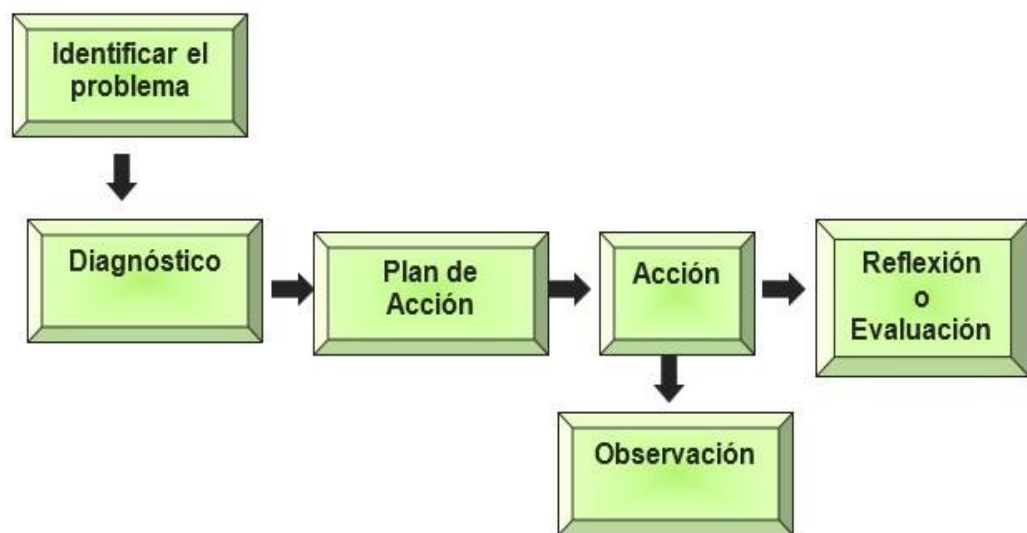 Identificar el
problema
Diagnóstico
Plan de
Acción
Acción
Reflexión
o
Evaluación
Observación